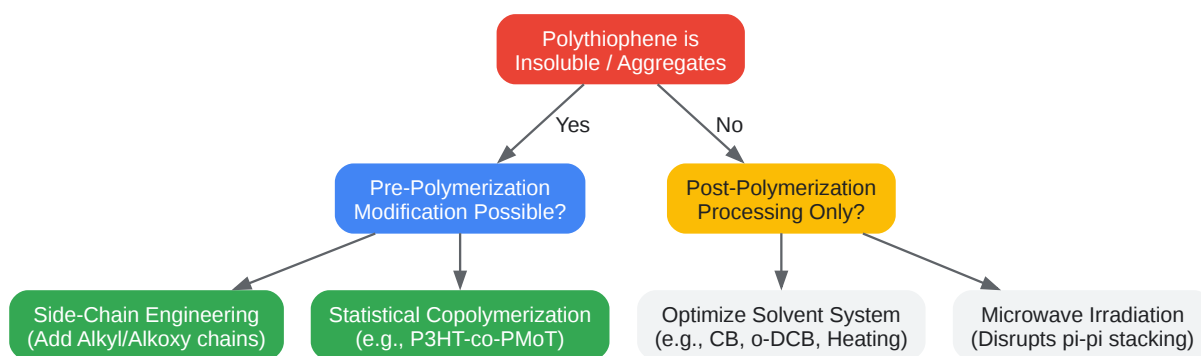 Polythiophene is
Insoluble / Aggregates
Yes
No
Pre-Polymerization
Modification Possible?
Post-Polymerization
Processing Only?
Side-Chain Engineering
(Add Alkyl/Alkoxy chains)
Statistical Copolymerization
(e.g., P3HT-co-PMoT)
Optimize Solvent System
(e.g., CB, o-DCB, Heating)
Microwave Irradiation
(Disrupts pi-pi stacking)